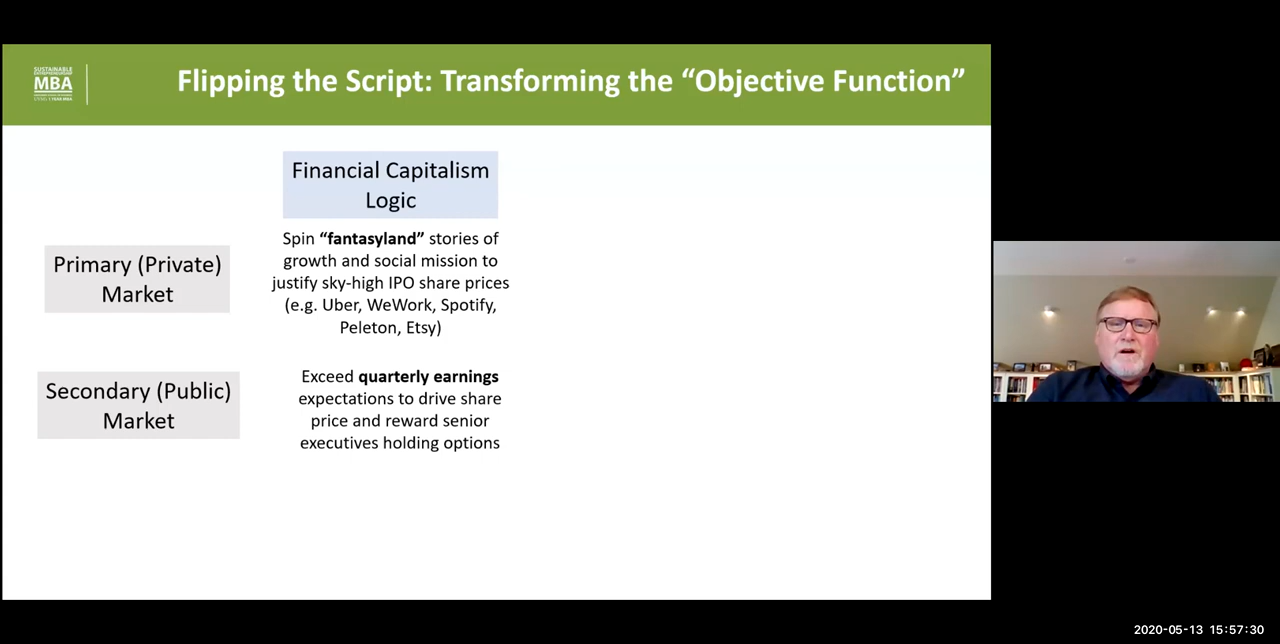 SUSTAINABLE
MBA
Flipping the Script: Transforming the “Objective Function”
Financial Capitalism
Logic
Primary (Private)
Market
Spin “fantasyland” stories of
growth and social mission to
justify sky-high IPO share prices
(e.g. Uber, WeWork, Spotify,
Peleton, Etsy)
Secondary (Public)
Market
Exceed quarterly earnings
expectations to drive share
price and reward senior
executives holding options
2020-05-13 15:57:30